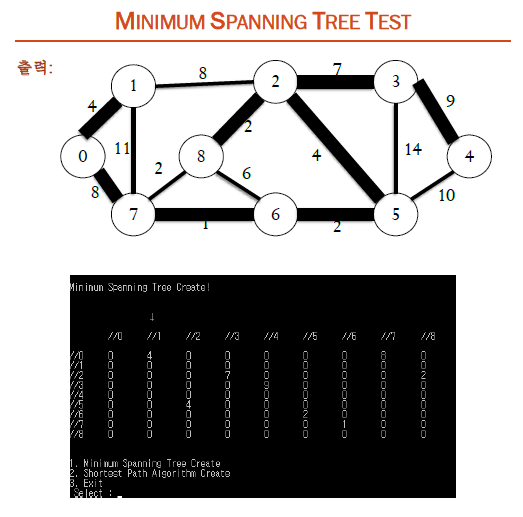 MINIMUM SPANNING TREE TEST
출력:
8
7
1
2
3
4
9
11
2
2
4
14
0
8
4
8
6
10
7
1
6
2
5
Minimum Spanning Tree Create!
↓
//0 //1 //2 //3 //4 //5 //6 //7 //8
//0 0 4 0 0 0 0 0 8 0
//1 0 0 0 0 0 0 0 0 0
//2 0 0 0 7 0 0 0 0 2
//3 0 0 0 0 9 0 0 0 0
//4 0 0 0 0 0 0 0 0 0
//5 0 0 4 0 0 0 0 0 0
//6 0 0 0 0 0 2 0 0 0
//7 0 0 0 0 0 0 1 0 0
//8 0 0 0 0 0 0 0 0 0
1. Minimum Spanning Tree Create
2. Shortest Path Algorithm Create
3. Exit
Select : _